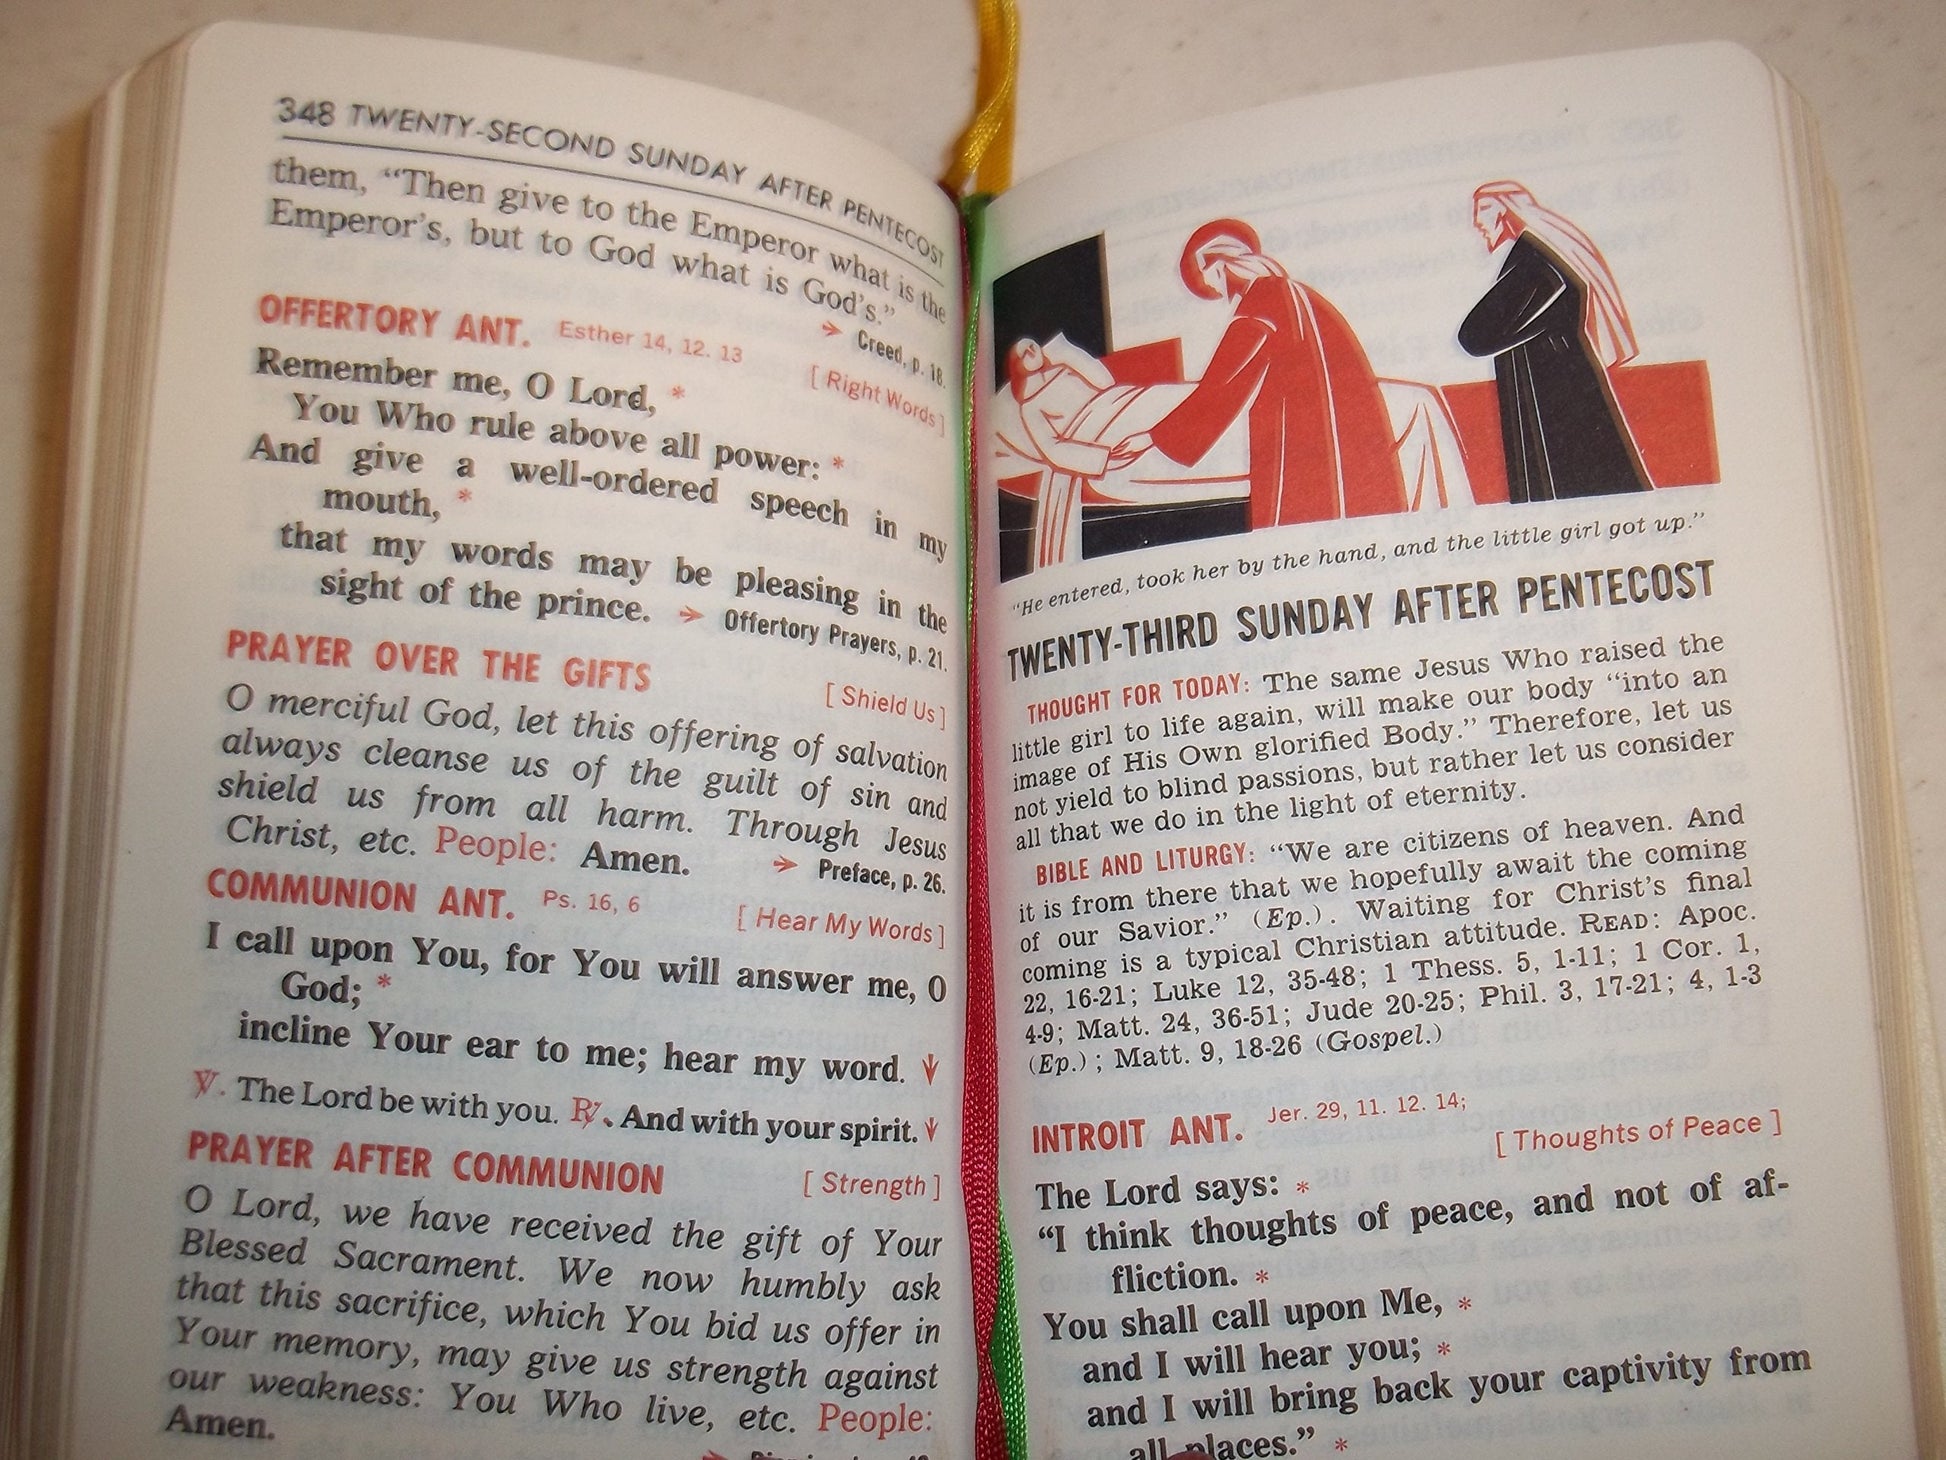 348 TWENTY-SECOND SUNDAY AFTER PENTECOST
them, “Then give to the Emperor what is the
Emperor's, but to God what is God's.”
→ Creed, p. 18.
OFFERTORY ANT. Esther 14, 12. 13
[ Right Words ]
Remember me, O Lord, *
You Who rule above all power: *
And give a well-ordered speech in my
mouth, *
that my words may be pleasing in the
sight of the prince. → Offertory Prayers, p. 21.
PRAYER OVER THE GIFTS
[ Shield Us ]
O merciful God, let this offering of salvation
always cleanse us of the guilt of sin and
shield us from all harm. Through Jesus
Christ, etc. People: Amen.
→ Preface, p. 26.
COMMUNION ANT. Ps. 16, 6
[ Hear My Words ]
I call upon You, for You will answer me, O
God; *
incline Your ear to me; hear my word. ↓
℣. The Lord be with you. ℟. And with your spirit. ↓
PRAYER AFTER COMMUNION
[ Strength ]
O Lord, we have received the gift of Your
Blessed Sacrament. We now humbly ask
that this sacrifice, which You bid us offer in
Your memory, may give us strength against
our weakness: You Who live, etc. People:
Amen.
“He entered, took her by the hand, and the little girl got up.”
TWENTY-THIRD SUNDAY AFTER PENTECOST
THOUGHT FOR TODAY: The same Jesus Who raised the
little girl to life again, will make our body “into an
image of His Own glorified Body.” Therefore, let us
not yield to blind passions, but rather let us consider
all that we do in the light of eternity.
BIBLE AND LITURGY: “We are citizens of heaven. And
it is from there that we hopefully await the coming
of our Savior.” (Ep.). Waiting for Christ's final
coming is a typical Christian attitude. READ: Apoc.
22, 16-21; Luke 12, 35-48; 1 Thess. 5, 1-11; 1 Cor. 1,
4-9; Matt. 24, 36-51; Jude 20-25; Phil. 3, 17-21; 4, 1-3
(Ep.); Matt. 9, 18-26 (Gospel.)
INTROIT ANT. Jer. 29, 11. 12. 14;
[ Thoughts of Peace ]
The Lord says: *
“I think thoughts of peace, and not of af-
fliction. *
You shall call upon Me, *
and I will hear you; *
and I will bring back your captivity from
all places.” *